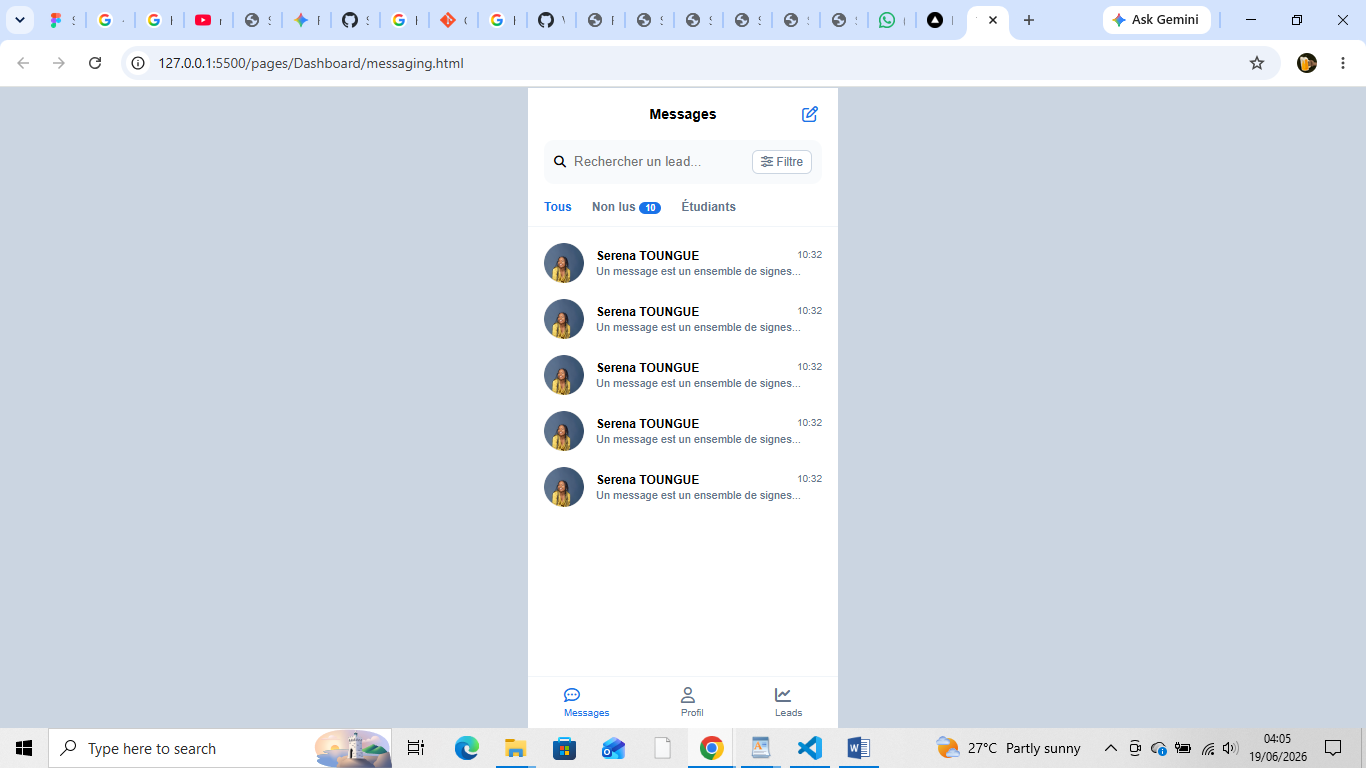 Ask Gemini
127.0.0.1:5500/pages/Dashboard/messaging.html
Messages
Rechercher un lead...
Filtre
Tous
Non lus 10
Étudiants
Serena TOUNGUE 10:32
Un message est un ensemble de signes...
Serena TOUNGUE 10:32
Un message est un ensemble de signes...
Serena TOUNGUE 10:32
Un message est un ensemble de signes...
Serena TOUNGUE 10:32
Un message est un ensemble de signes...
Serena TOUNGUE 10:32
Un message est un ensemble de signes...
Messages
Profil
Leads
Type here to search
27°C Partly sunny
04:05
19/06/2026